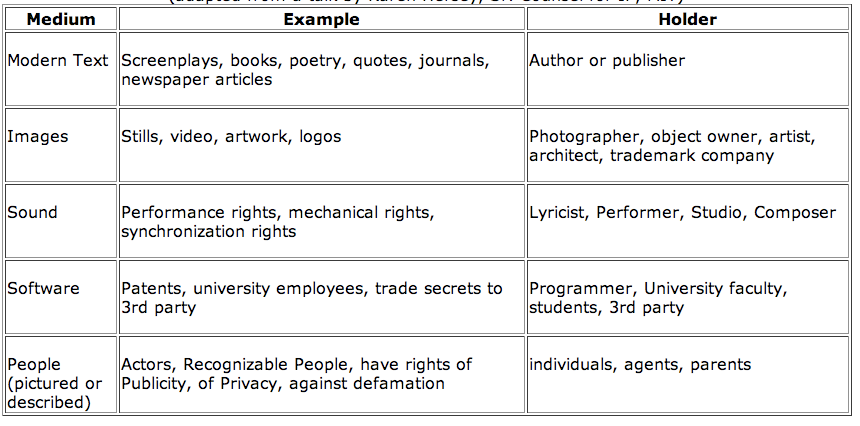 Medium Example Holder
Modern Text Screenplays, books, poetry, quotes, journals, Author or publisher
newspaper articles
Images Stills, video, artwork, logos Photographer, object owner, artist,
architect, trademark company
Sound Performance rights, mechanical rights, Lyricist, Performer, Studio, Composer
synchronization rights
Software Patents, university employees, trade secrets to Programmer, University faculty,
3rd party students, 3rd party
People Actors, Recognizable People, have rights of individuals, agents, parents
(pictured or Publicity, of Privacy, against defamation
described)